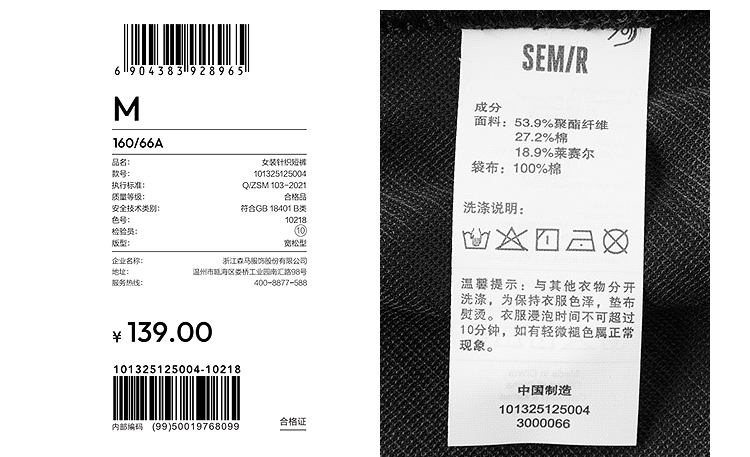 6 904383 928965
M
160/66A
品名： 女装针织短裤
款号： 101325125004
执行标准： Q/ZSM 103-2021
质量等级： 合格品
安全技术类别： 符合GB 18401 B类
色号： 10218
检验员： 10
版型： 宽松型
企业名称： 浙江森马服饰股份有限公司
地址： 温州市瓯海区娄桥工业园南汇路98号
服务热线： 400-8877-588
¥ 139.00
101325125004-10218
内部编码 (99)50019768099
合格证
SEM/R
成分
面料：53.9%聚酯纤维
27.2%棉
18.9%莱赛尔
袋布：100%棉
洗涤说明：
温馨提示：与其他衣物分开
洗涤，为保持衣服色泽，垫布
熨烫。衣服浸泡时间不可超过
10分钟，如有轻微褪色属正常
现象。
中国制造
101325125004
3000066